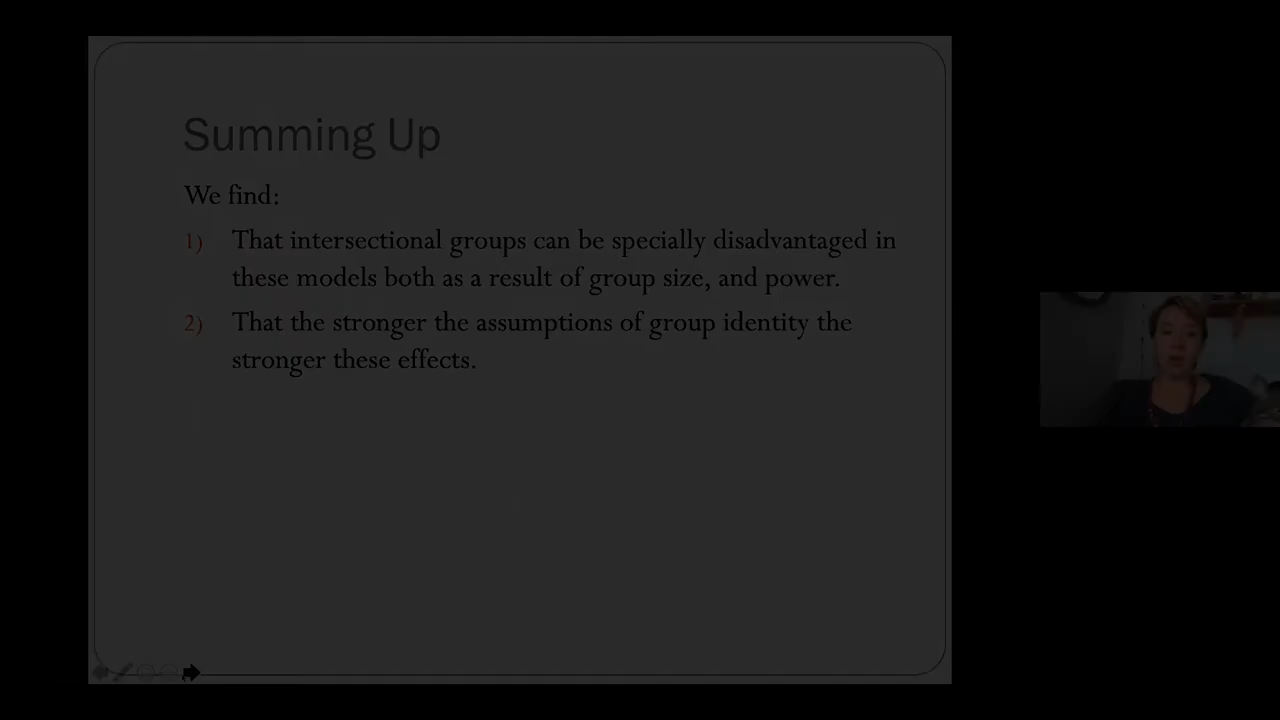 Summing Up
We find:
1) That intersectional groups can be specially disadvantaged in
these models both as a result of group size, and power.
2) That the stronger the assumptions of group identity the
stronger these effects.